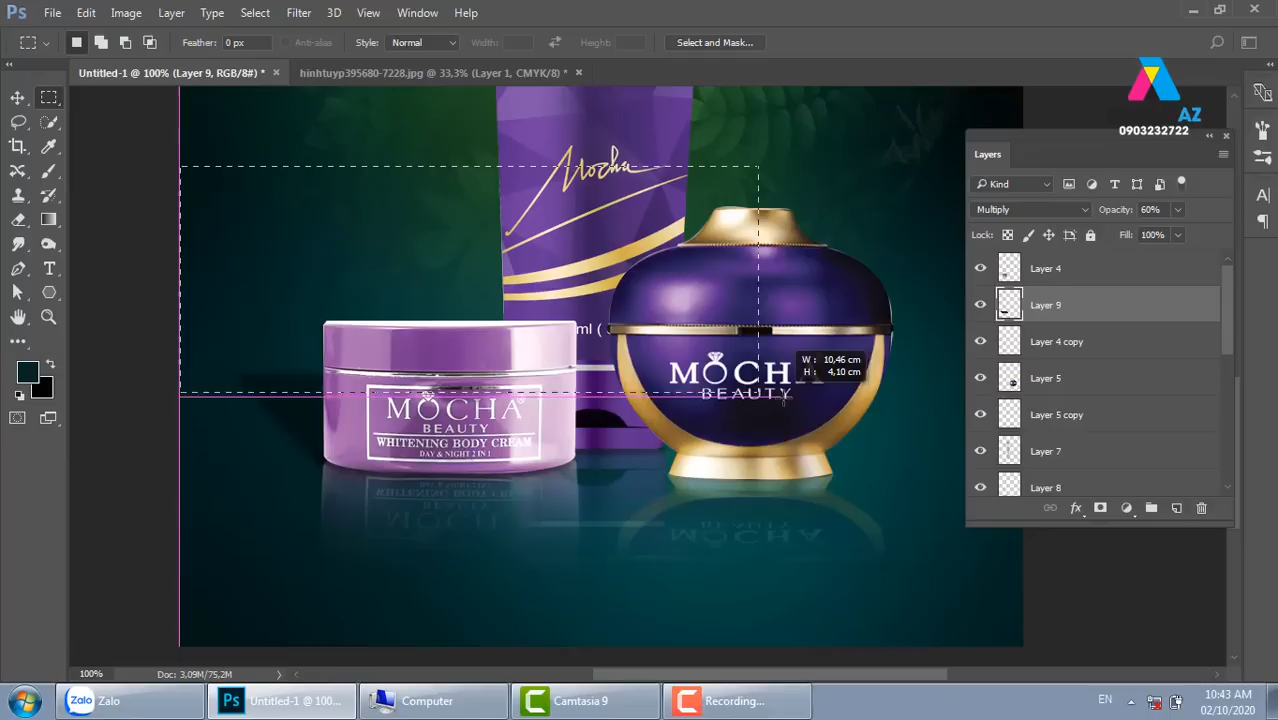 Ps File Edit Image Layer Type Select Filter 3D View Window Help
Feather: 0 px Anti-alias Style: Normal Width: Height: Select and Mask...
Untitled-1 @ 100% (Layer 9, RGB/8#) * × hinhtuyp395680-7228.jpg @ 33,3% (Layer 1, CMYK/8) * ×
AZ
0903232722
Layers
Kind
Multiply Opacity: 60%
Lock: Fill: 100%
Layer 4
Layer 9
Layer 4 copy
Layer 5
Layer 5 copy
Layer 7
Layer 8
fx
Mocha
ml (
W: 10,46 cm
H: 4,10 cm
MOCHA
BEAUTY
MOCHA
BEAUTY
WHITENING BODY CREAM
DAY & NIGHT 2 IN 1
100% Doc: 3,09M/75,2M
Zalo Zalo Ps Untitled-1 @ 100... Computer Camtasia 9 Recording... EN 10:43 AM
02/10/2020